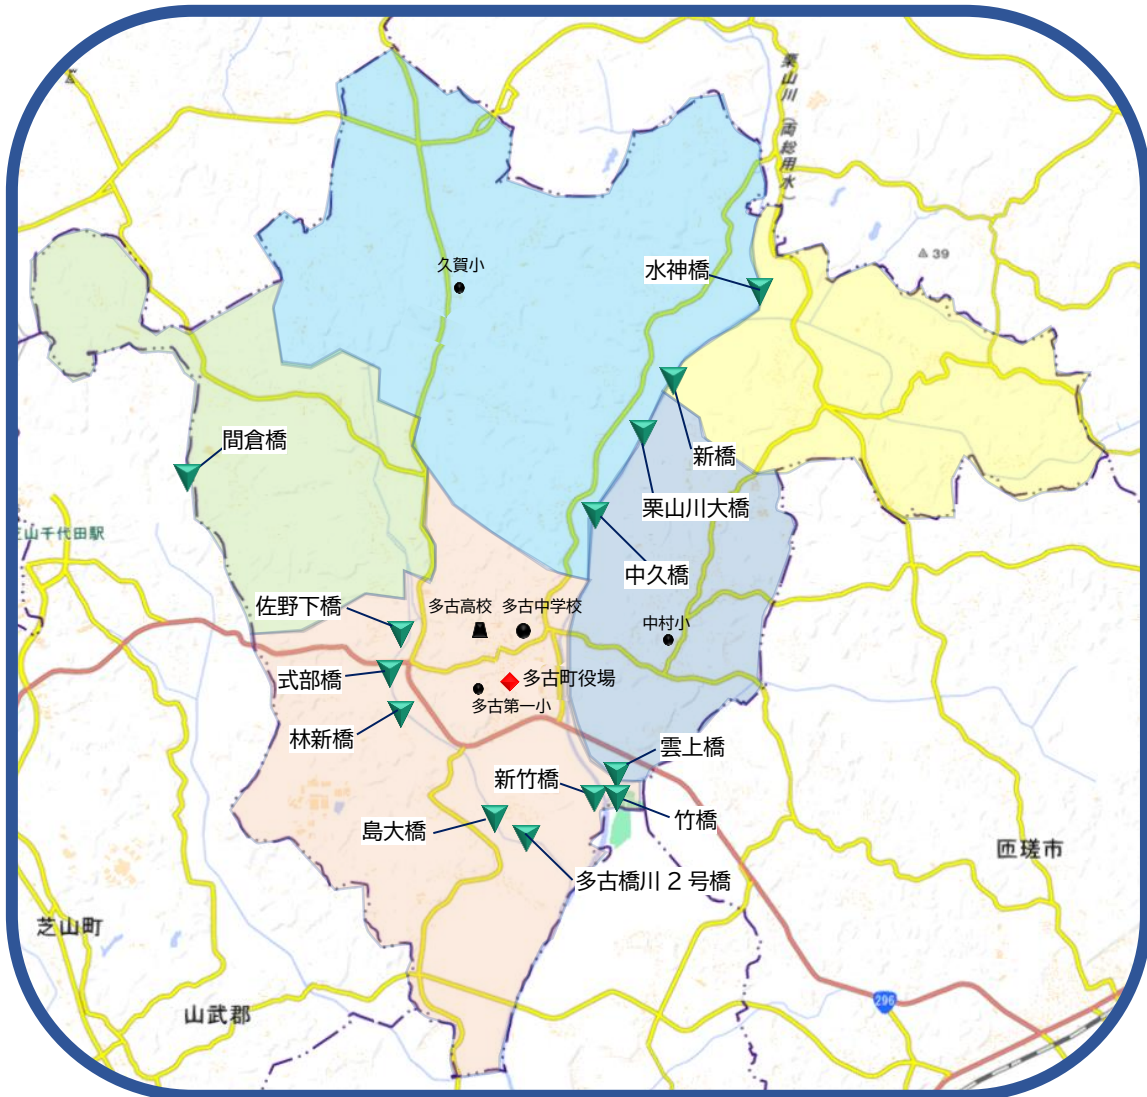 栗山川(両総用水)
39
久賀小
水神橋
間倉橋
新橋
栗山川大橋
山千代田駅
中久橋
佐野下橋
多古高校
多古中学校
中村小
式部橋
多古町役場
多古第一小
林新橋
雲上橋
新竹橋
竹橋
島大橋
匝瑳市
多古橋川2号橋
芝山町
296
山武郡